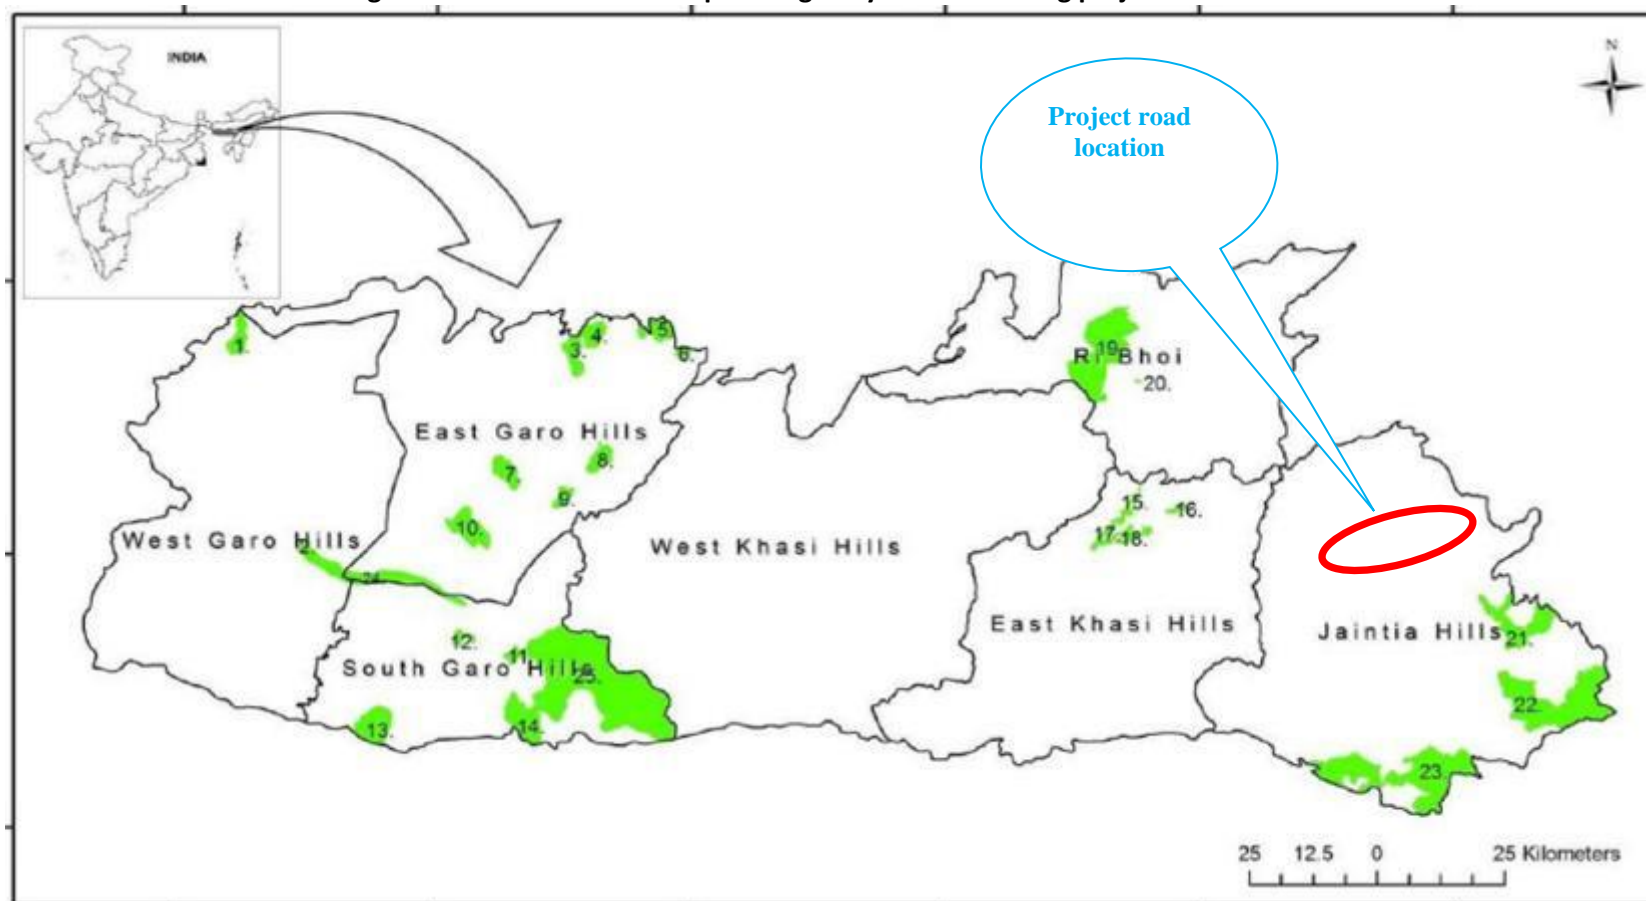 INDIA
N
Project road
location
1.
3.
4.
5.
6.
19.
Ri Bhoi
20.
East Garo Hills
7.
8.
9.
10.
15.
16.
17.
18.
West Garo Hills
2.
24.
West Khasi Hills
East Khasi Hills
Jaintia Hills
21.
12.
11.
South Garo Hills
25.
22.
13.
14.
23.
25 12.5 0 25 Kilometers